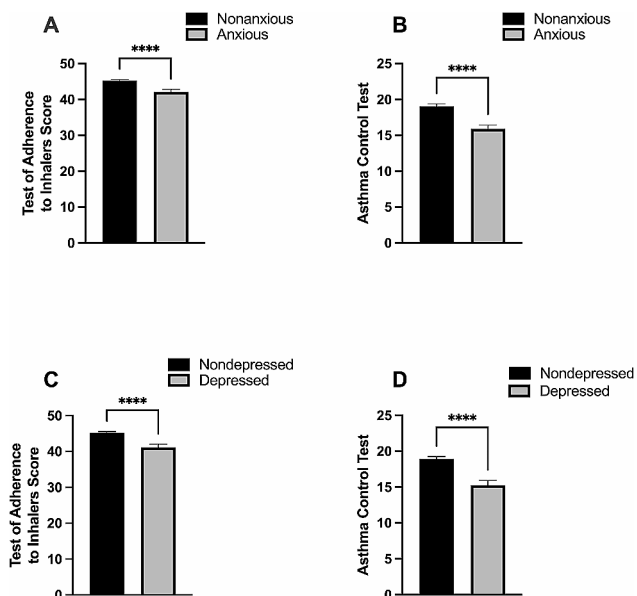 A
Nonanxious
Anxious
****
Test of Adherence
to Inhalers Score
50
40
30
20
10
0
B
Nonanxious
Anxious
****
Asthma Control Test
25
20
15
10
5
0
C
Nondepressed
Depressed
****
Test of Adherence
to Inhalers Score
50
40
30
20
10
0
D
Nondepressed
Depressed
****
Asthma Control Test
25
20
15
10
5
0